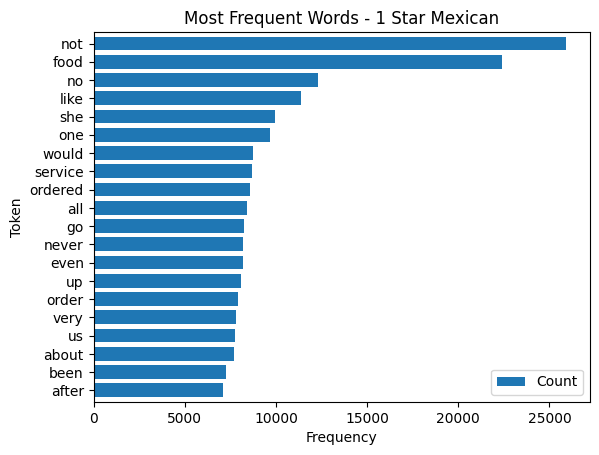 Most Frequent Words - 1 Star Mexican
Token
not
food
no
like
she
one
would
service
ordered
all
go
never
even
up
order
very
us
about
been
after
Count
0 5000 10000 15000 20000 25000
Frequency